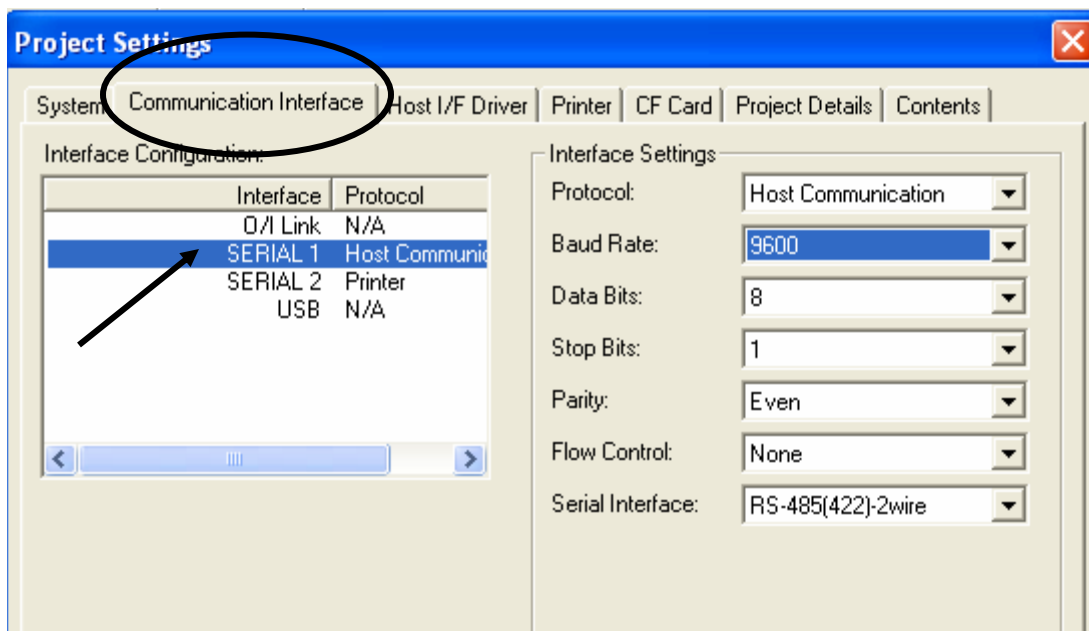 Project Settings
System Communication Interface Host I/F Driver Printer CF Card Project Details Contents
Interface Configuration:
Interface Protocol
O/I Link N/A
SERIAL 1 Host Communic
SERIAL 2 Printer
USB N/A
Interface Settings
Protocol: Host Communication
Baud Rate: 9600
Data Bits: 8
Stop Bits: 1
Parity: Even
Flow Control: None
Serial Interface: RS-485(422)-2wire